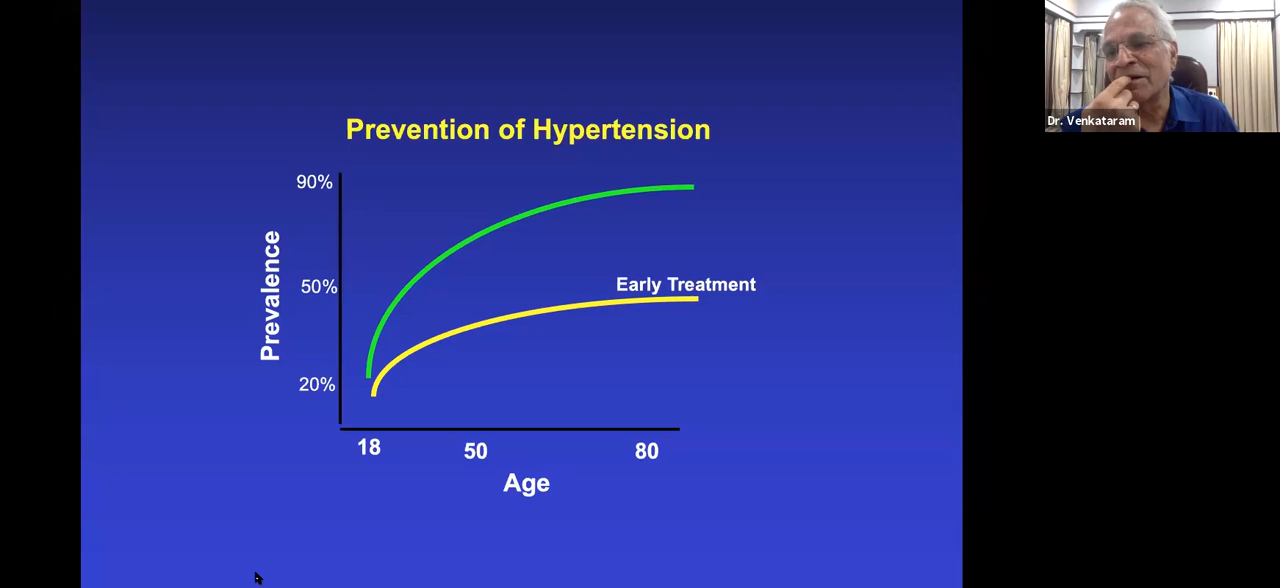 Prevention of Hypertension
90%
50%
20%
Prevalence
Early Treatment
18
50
80
Age
Dr. Venkataram